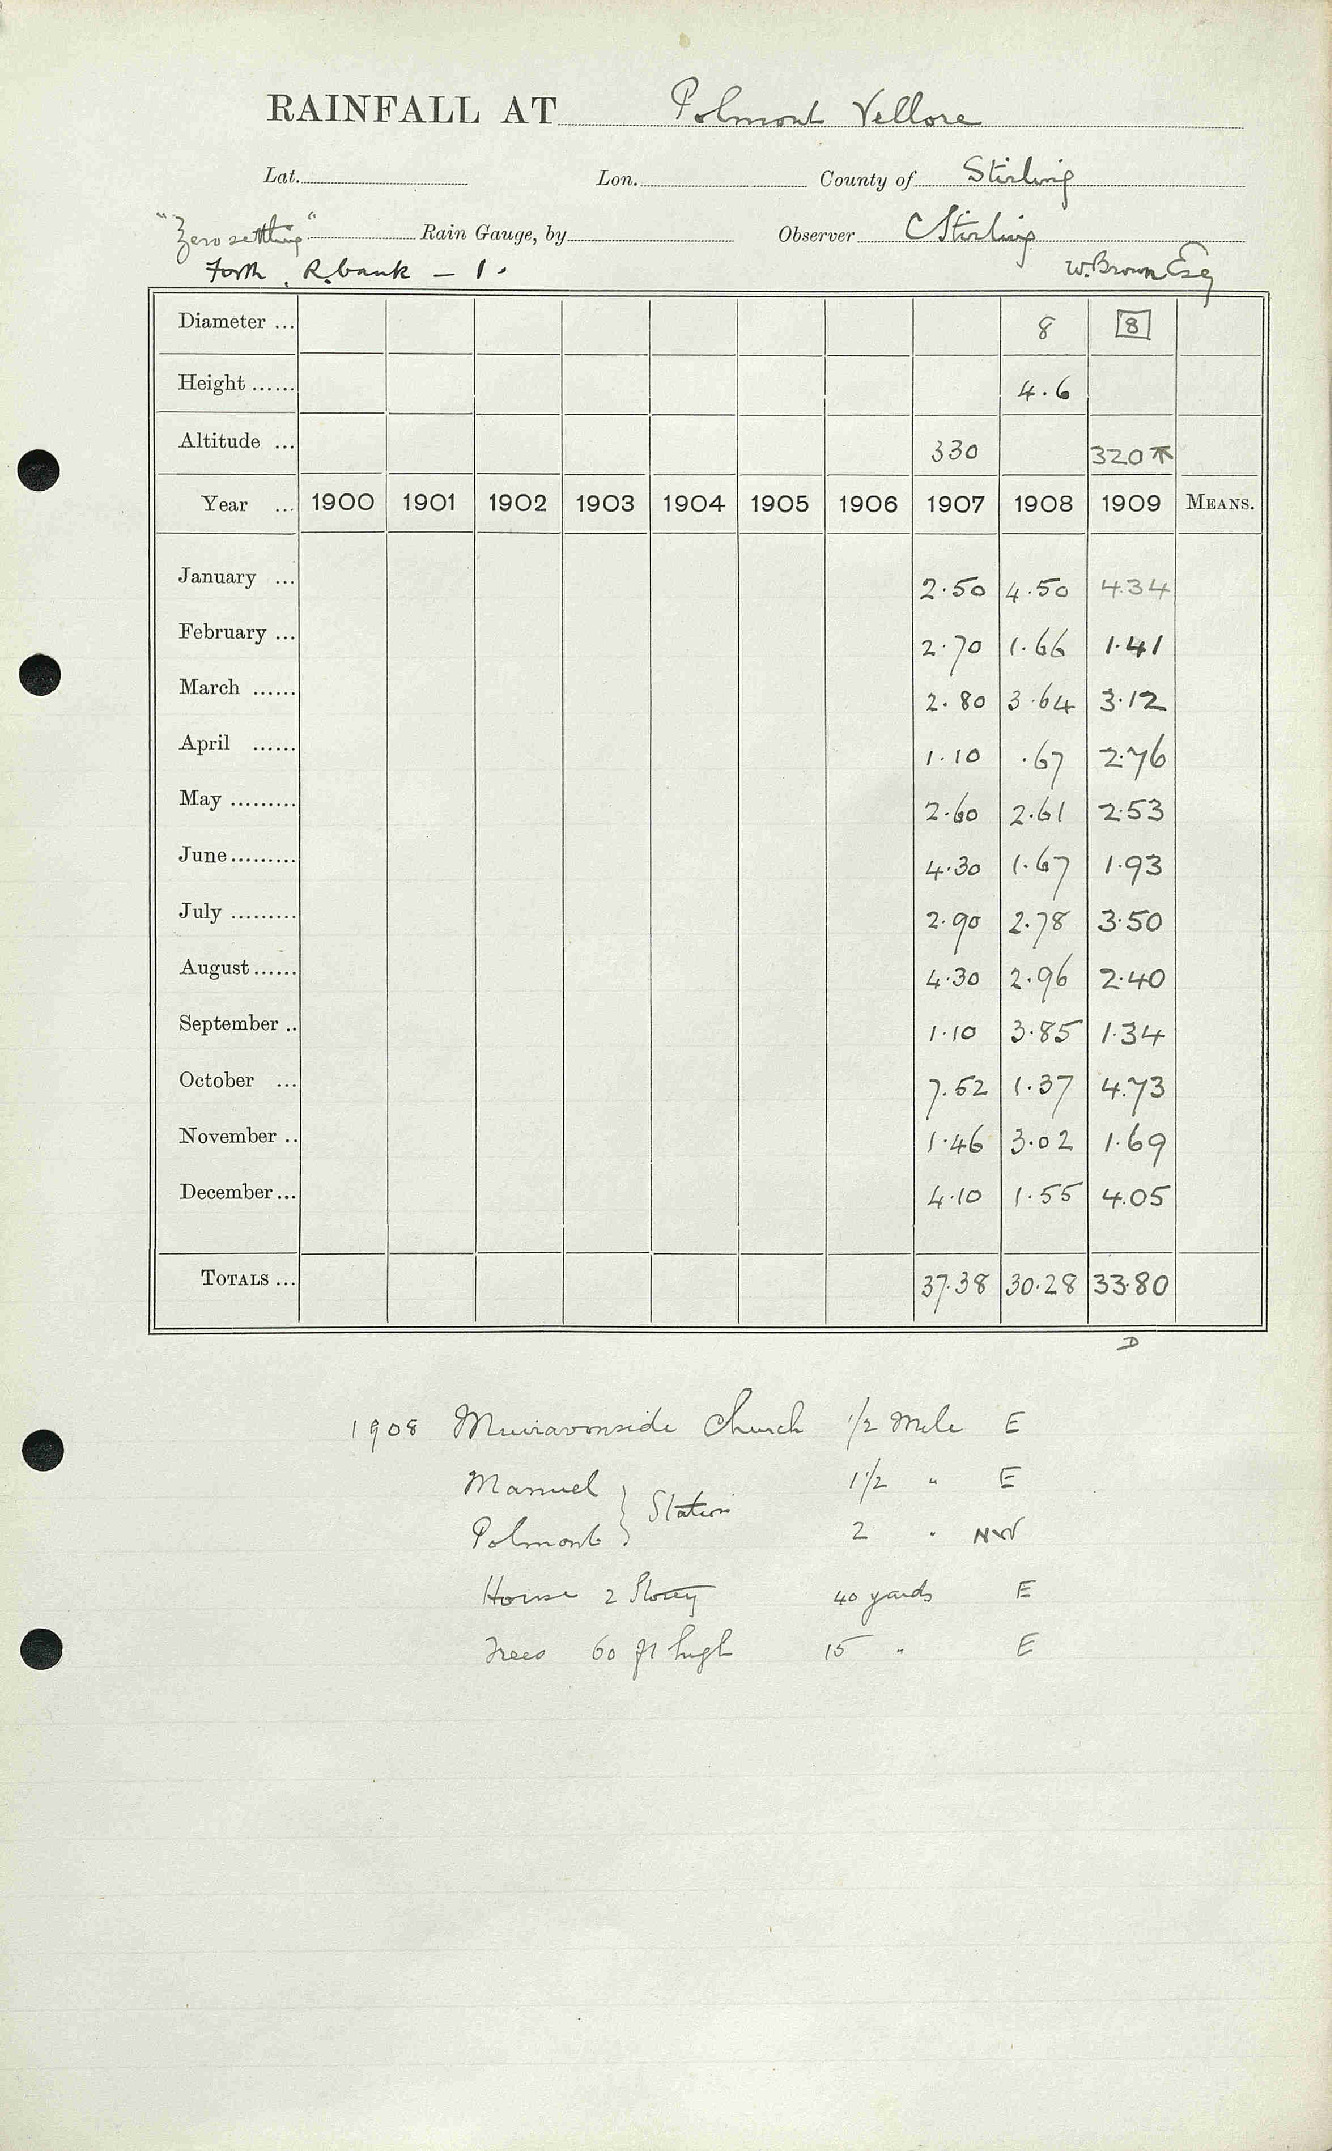 RAINFALL AT Polmont Vellore
Lat. Lon. County of Stirling
"Zero setting" Rain Gauge, by Observer C Stirling
Forth R. bank — 1. W. Brown Esq
Diameter ... 8 8
Height ...... 4.6
Altitude ... 330 320
Year ... 1900 1901 1902 1903 1904 1905 1906 1907 1908 1909 MEANS.
January ... 2.50 4.50 4.34
February ... 2.70 1.66 1.41
March ...... 2.80 3.64 3.12
April ...... 1.10 .67 2.76
May ......... 2.60 2.61 2.53
June ......... 4.30 1.67 1.93
July ......... 2.90 2.78 3.50
August ...... 4.30 2.96 2.40
September .. 1.10 3.85 1.34
October ... 7.52 1.37 4.73
November .. 1.46 3.02 1.69
December ... 4.10 1.55 4.05
TOTALS ... 37.38 30.28 33.80
D
1908 Muiravonside Church 1/2 Mile E
Manuel 1 1/2 " E
Station
Polmont 2 " NW
House 2 Storey 40 yards E
Trees 60 ft high 15 " E